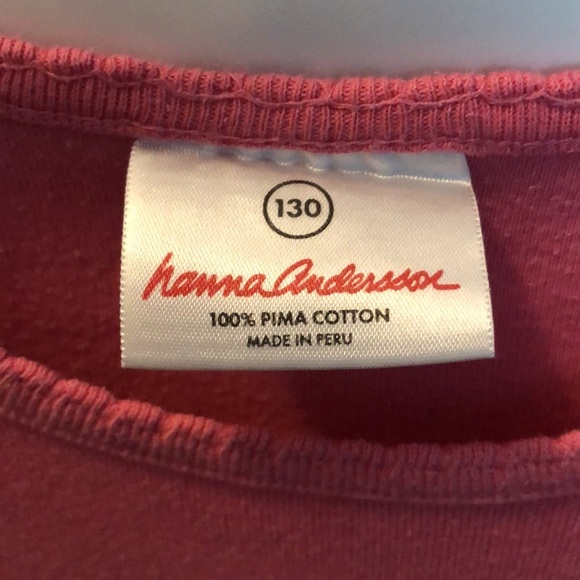 130
hanna Andersson
100% PIMA COTTON
MADE IN PERU